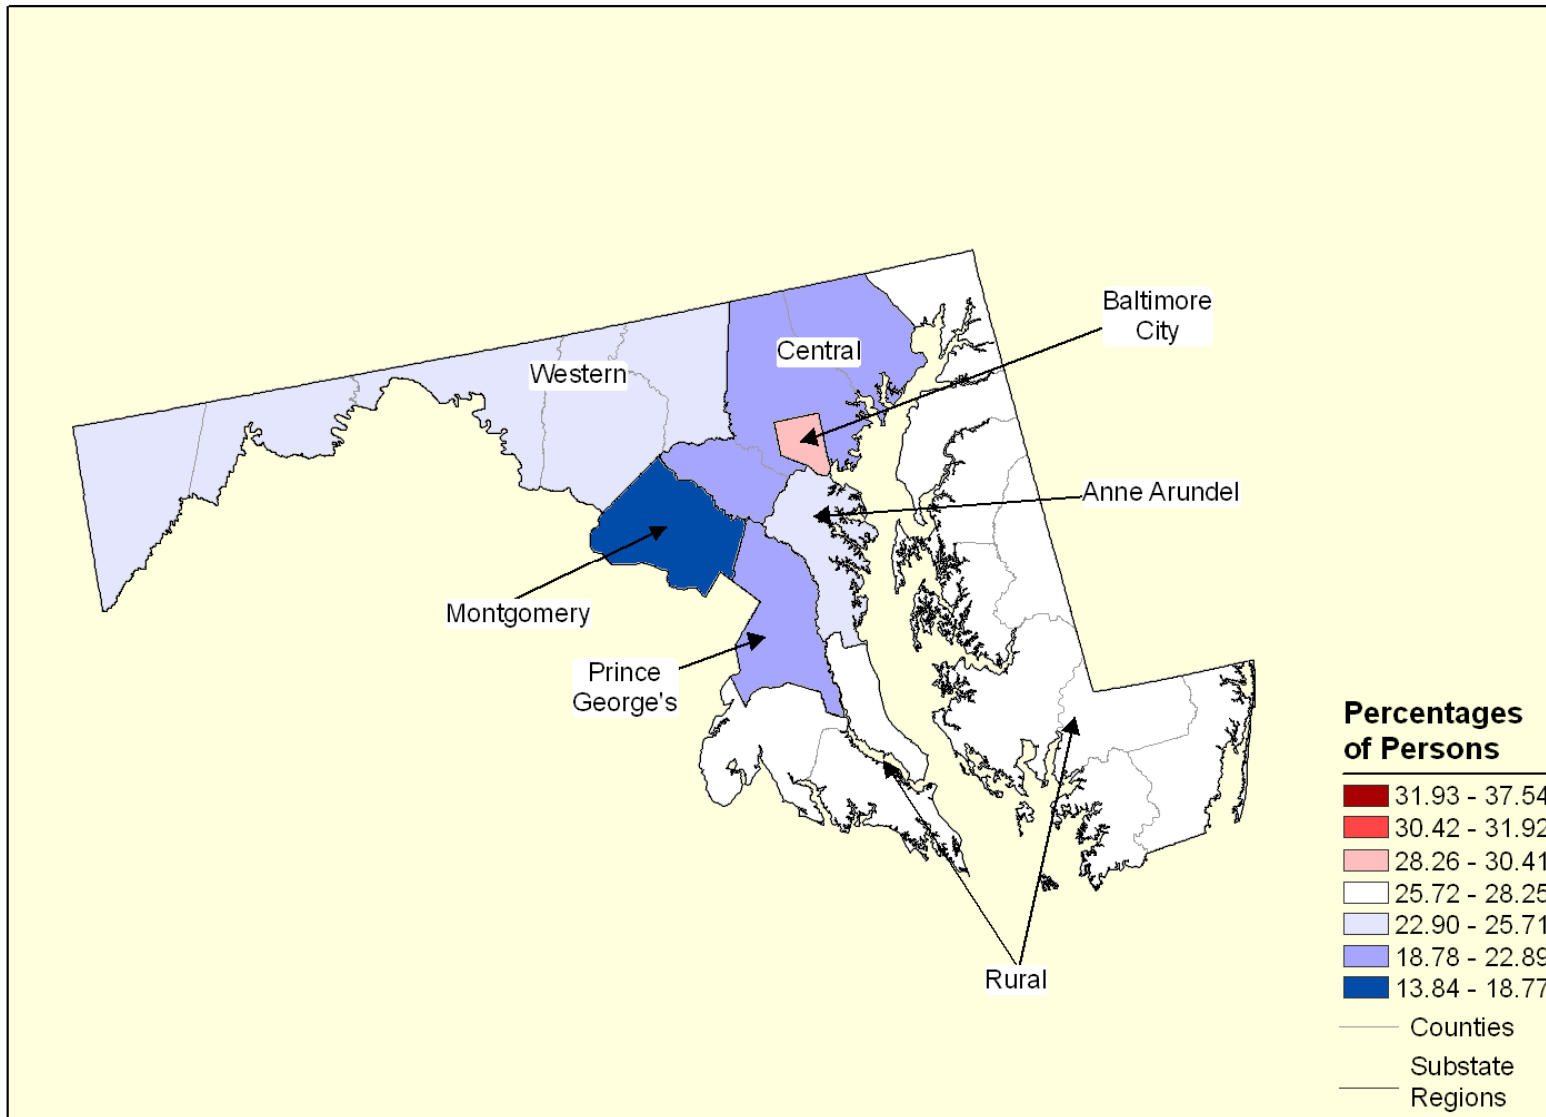 Baltimore
City
Central
Western
Anne Arundel
Montgomery
Prince
George's
Rural
Percentages
of Persons
31.93 - 37.54
30.42 - 31.92
28.26 - 30.41
25.72 - 28.25
22.90 - 25.71
18.78 - 22.89
13.84 - 18.77
Counties
Substate
Regions